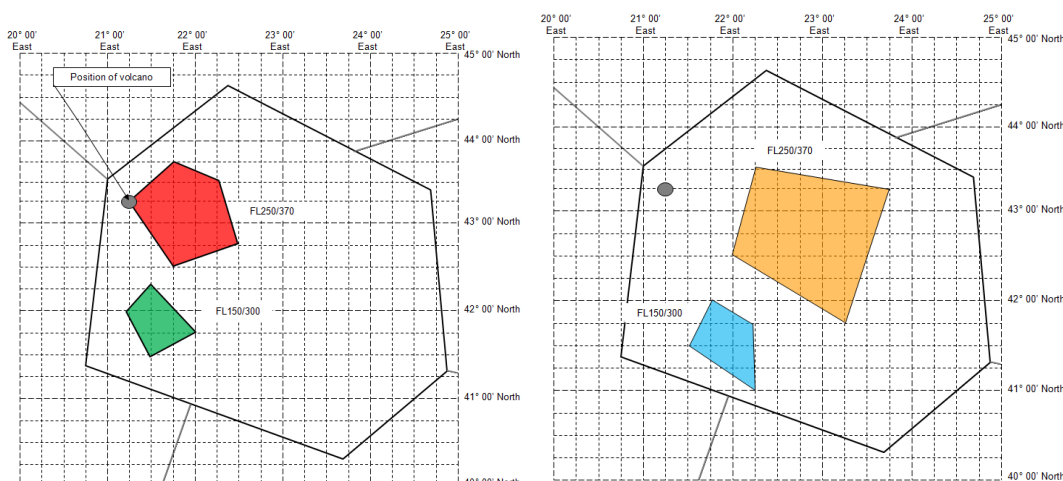 20° 00' East
21° 00' East
22° 00' East
23° 00' East
24° 00' East
25° 00' East
45° 00' North
Position of volcano
44° 00' North
43° 00' North
FL250/370
42° 00' North
FL150/300
41° 00' North
40° 00' North
20° 00' East
21° 00' East
22° 00' East
23° 00' East
24° 00' East
25° 00' East
45° 00' North
44° 00' North
FL250/370
43° 00' North
42° 00' North
FL150/300
41° 00' North
40° 00' North